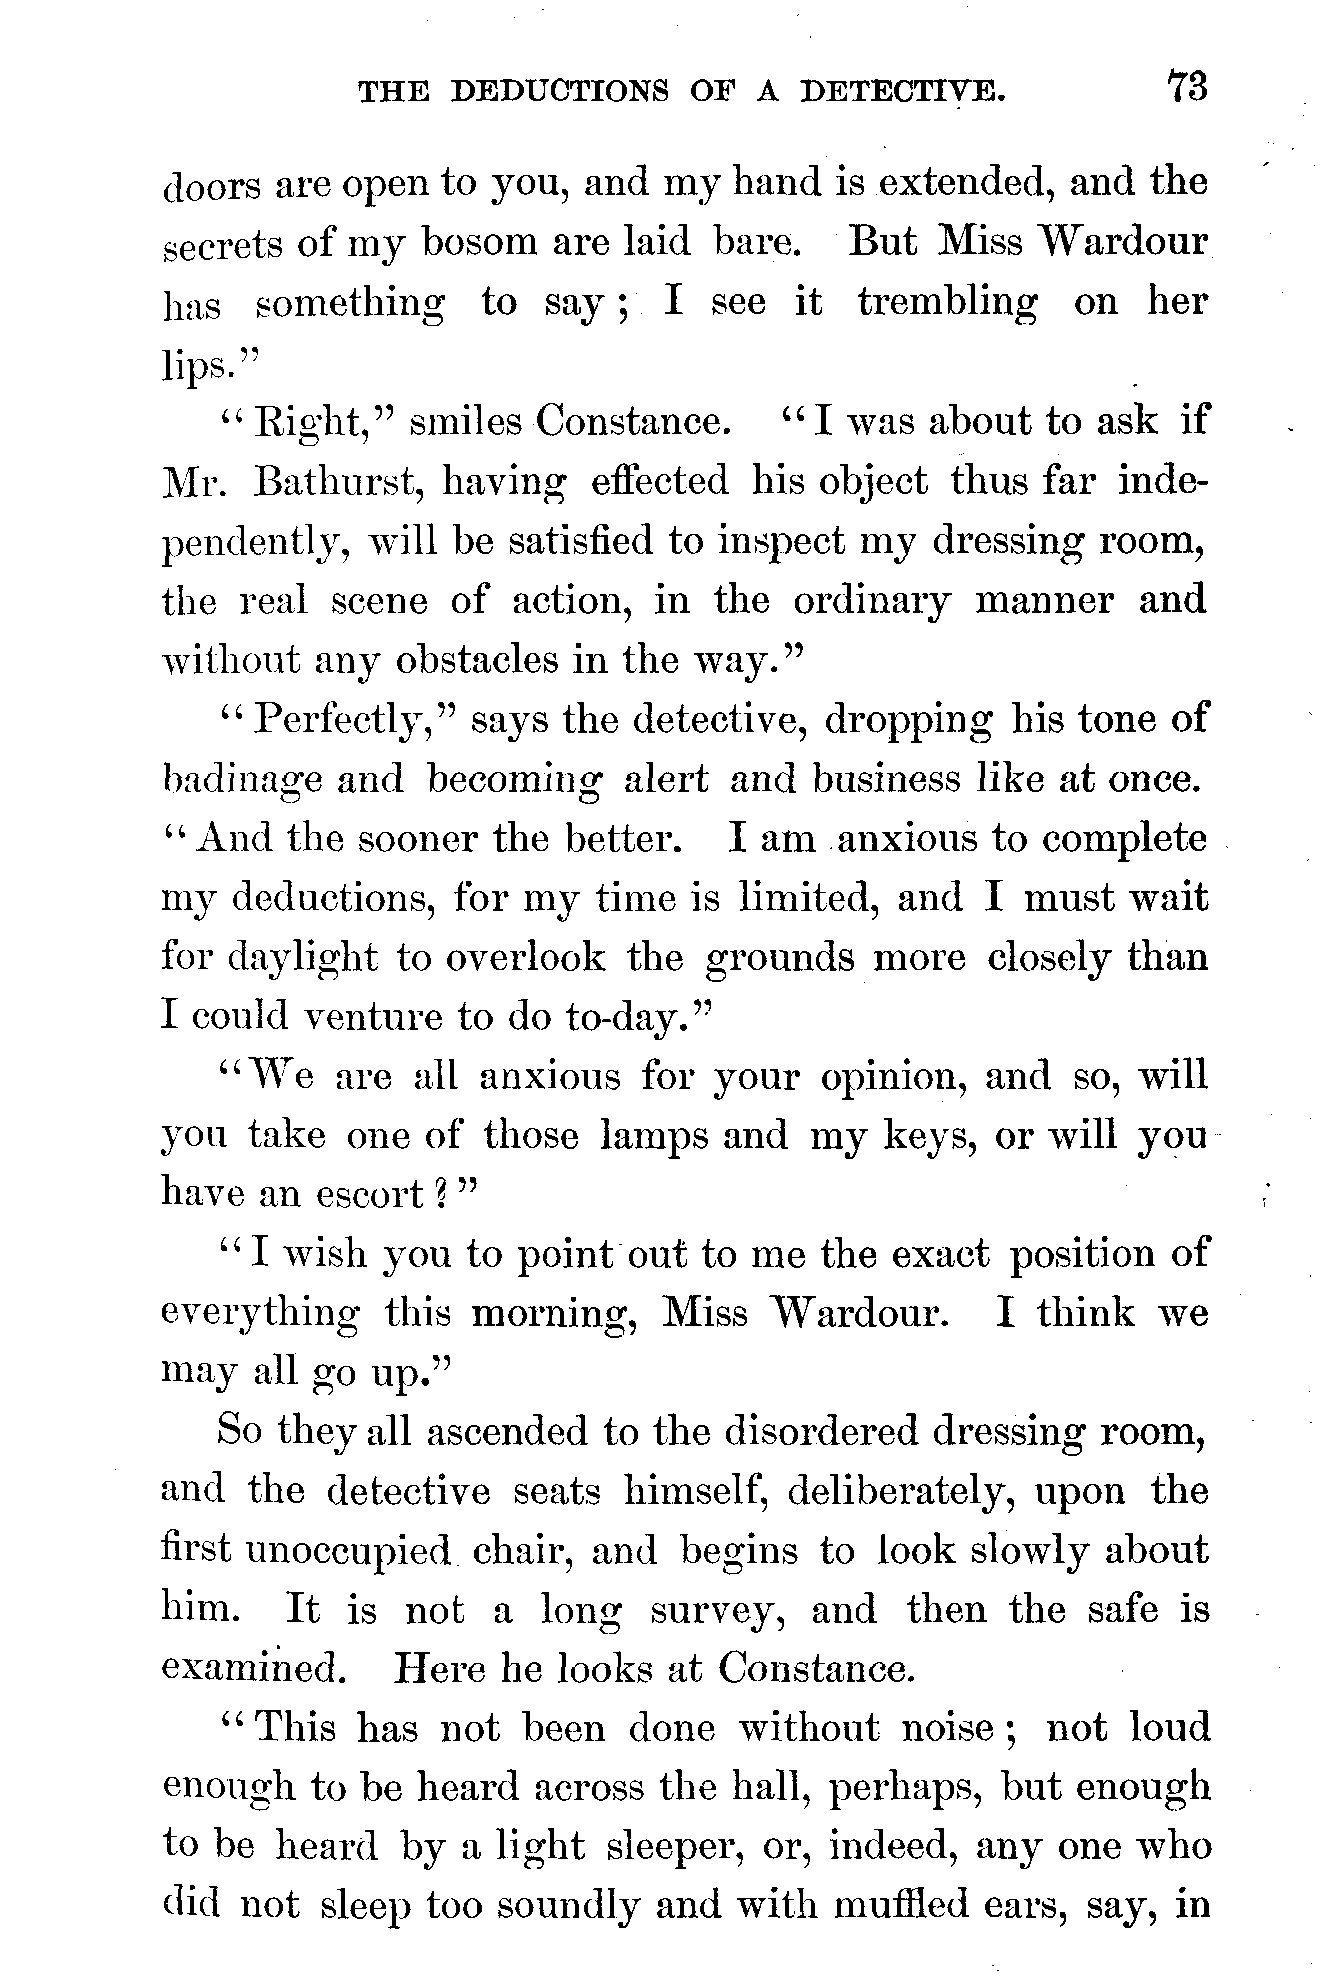 THE DEDUCTIONS OF A DETECTIVE. 73
doors are open to you, and my hand is extended, and the
secrets of my bosom are laid bare. But Miss Wardour
has something to say; I see it trembling on her
lips."
"Right," smiles Constance. "I was about to ask if
Mr. Bathurst, having effected his object thus far inde-
pendently, will be satisfied to inspect my dressing room,
the real scene of action, in the ordinary manner and
without any obstacles in the way."
"Perfectly," says the detective, dropping his tone of
badinage and becoming alert and business like at once.
"And the sooner the better. I am anxious to complete
my deductions, for my time is limited, and I must wait
for daylight to overlook the grounds more closely than
I could venture to do to-day."
"We are all anxious for your opinion, and so, will
you take one of those lamps and my keys, or will you
have an escort?"
"I wish you to point out to me the exact position of
everything this morning, Miss Wardour. I think we
may all go up."
So they all ascended to the disordered dressing room,
and the detective seats himself, deliberately, upon the
first unoccupied chair, and begins to look slowly about
him. It is not a long survey, and then the safe is
examined. Here he looks at Constance.
"This has not been done without noise; not loud
enough to be heard across the hall, perhaps, but enough
to be heard by a light sleeper, or, indeed, any one who
did not sleep too soundly and with muffled ears, say, in